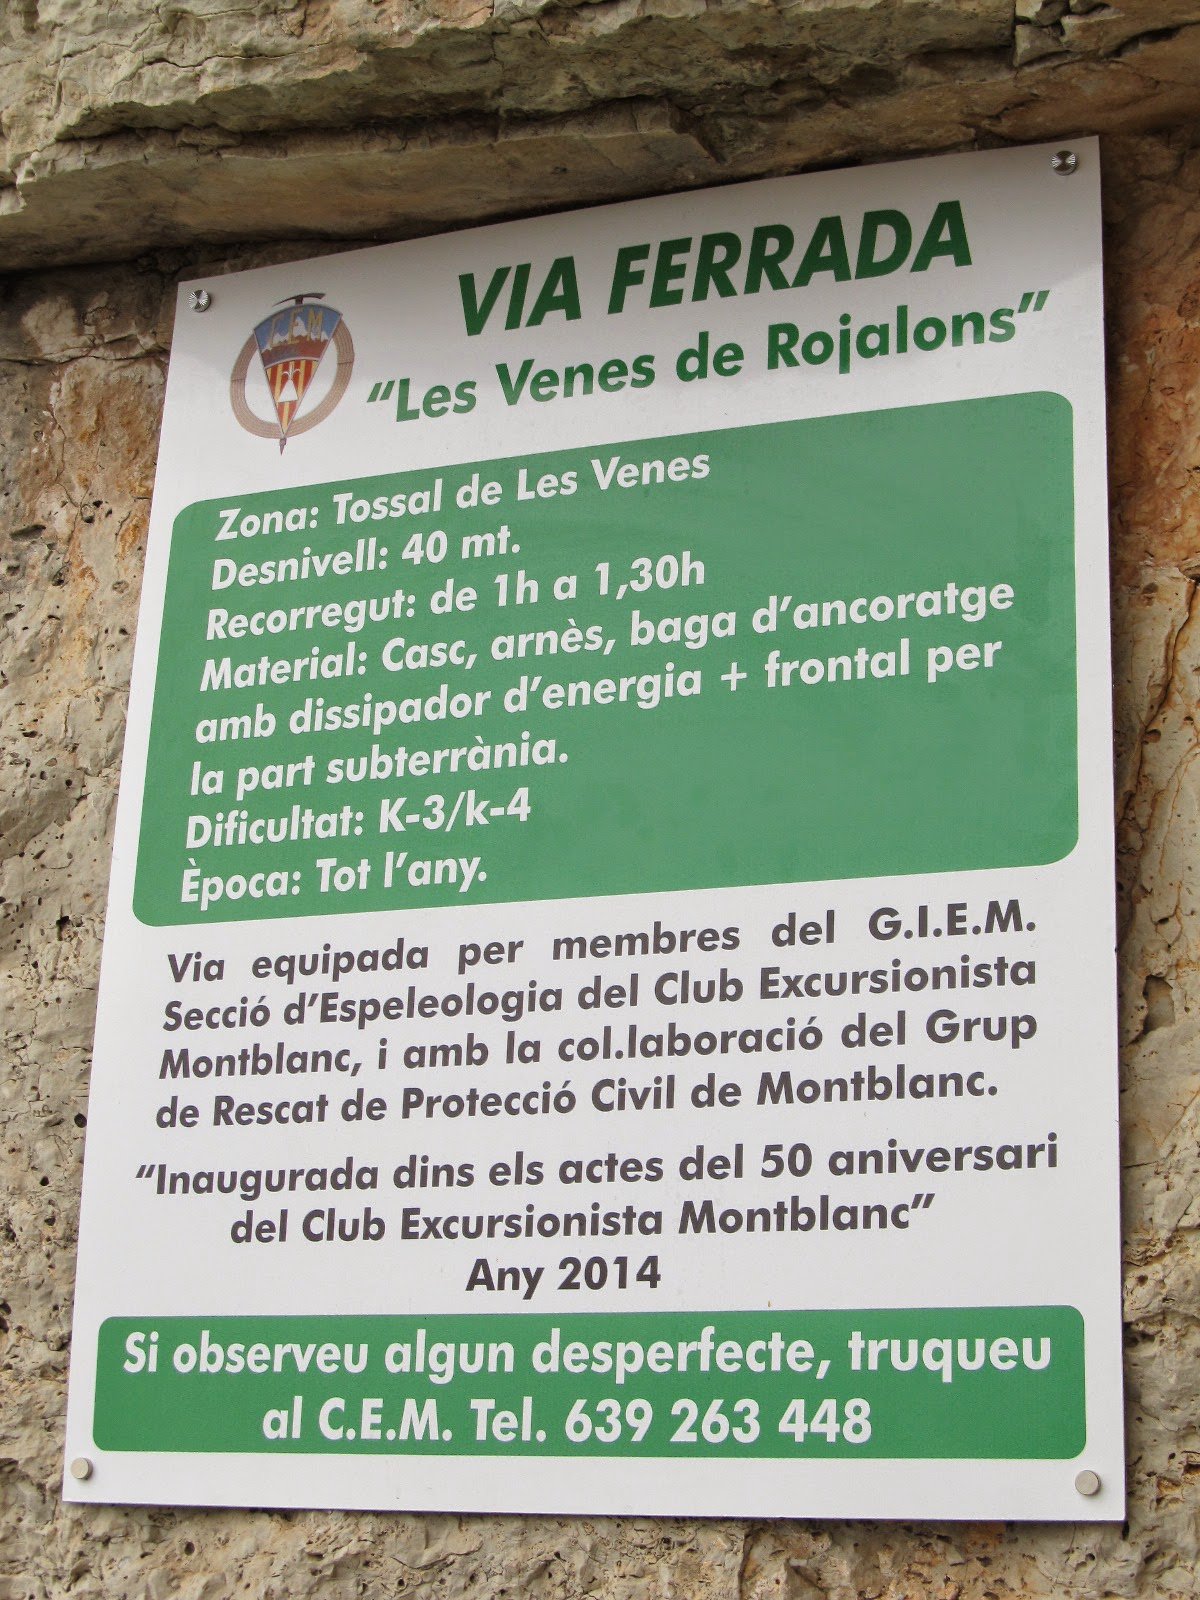 C.E.M
VIA FERRADA
“Les Venes de Rojalons”
Zona: Tossal de Les Venes
Desnivell: 40 mt.
Recorregut: de 1h a 1,30h
Material: Casc, arnès, baga d’ancoratge
amb dissipador d’energia + frontal per
la part subterrània.
Dificultat: K-3/k-4
Època: Tot l’any.
Via equipada per membres del G.I.E.M.
Secció d’Espeleologia del Club Excursionista
Montblanc, i amb la col.laboració del Grup
de Rescat de Protecció Civil de Montblanc.
“Inaugurada dins els actes del 50 aniversari
del Club Excursionista Montblanc”
Any 2014
Si observeu algun desperfecte, truqueu
al C.E.M. Tel. 639 263 448